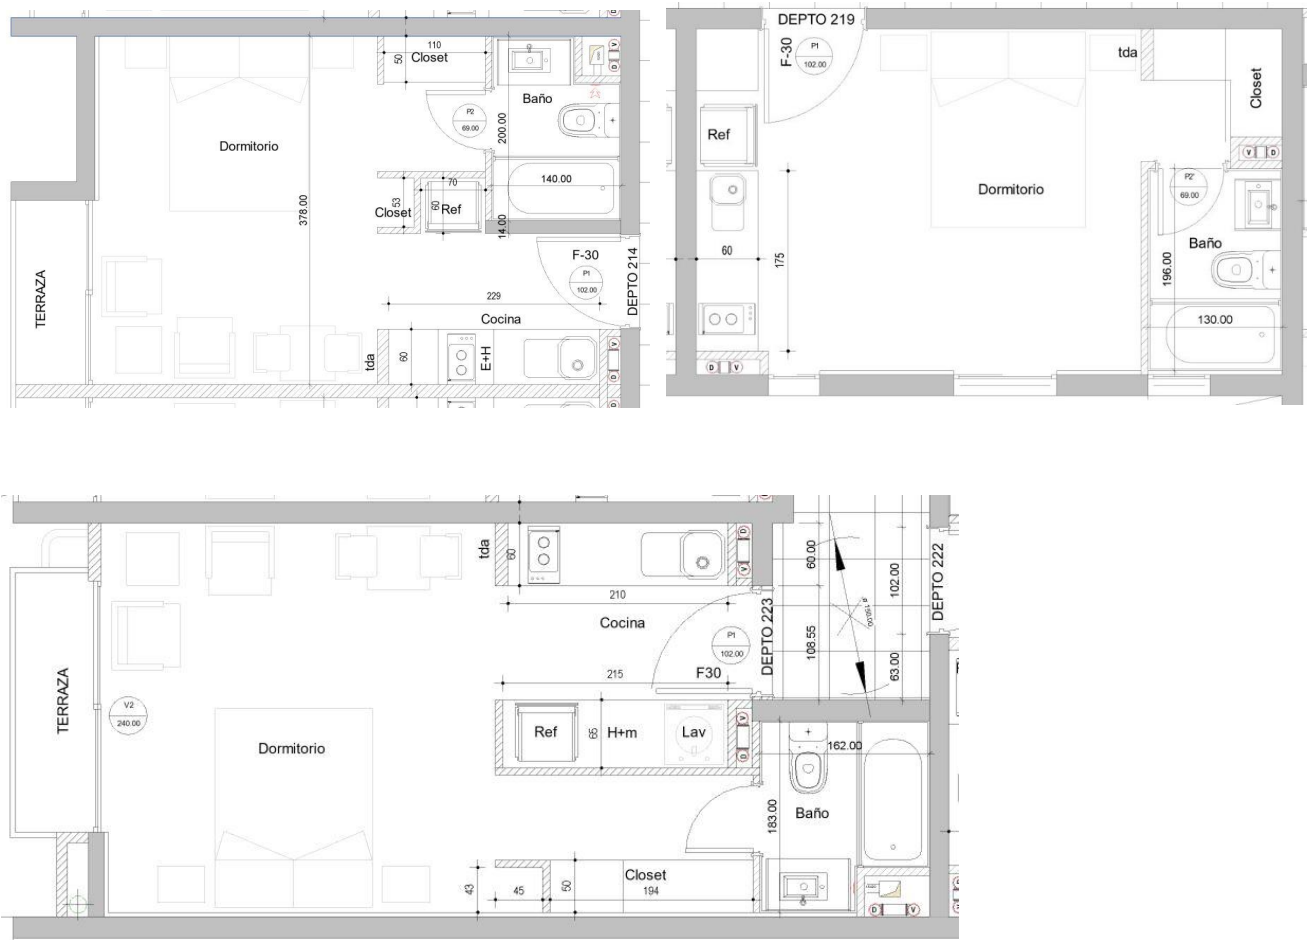 110
Closet
50
Baño
P2
69.00
200.00
Dormitorio
378.00
140.00
70
53
60
Closet
Ref
14.00
V
D
F-30
P1
102.00
DEPTO 214
TERRAZA
229
Cocina
tda
60
E+H
V
D
DEPTO 219
F-30
P1
102.00
tda
Closet
Ref
V D
Dormitorio
P2'
69.00
60
175
Baño
196.00
130.00
D V
tda
60
D
V
210
Cocina
P1
102.00
DEPTO 223
F30
215
TERRAZA
V2
240.00
Dormitorio
Ref
65
H+m
Lav
V
D
60.00
102.00
108.55
63.00
DEPTO 222
162.00
183.00
Baño
Closet
43
45
50
194
D V